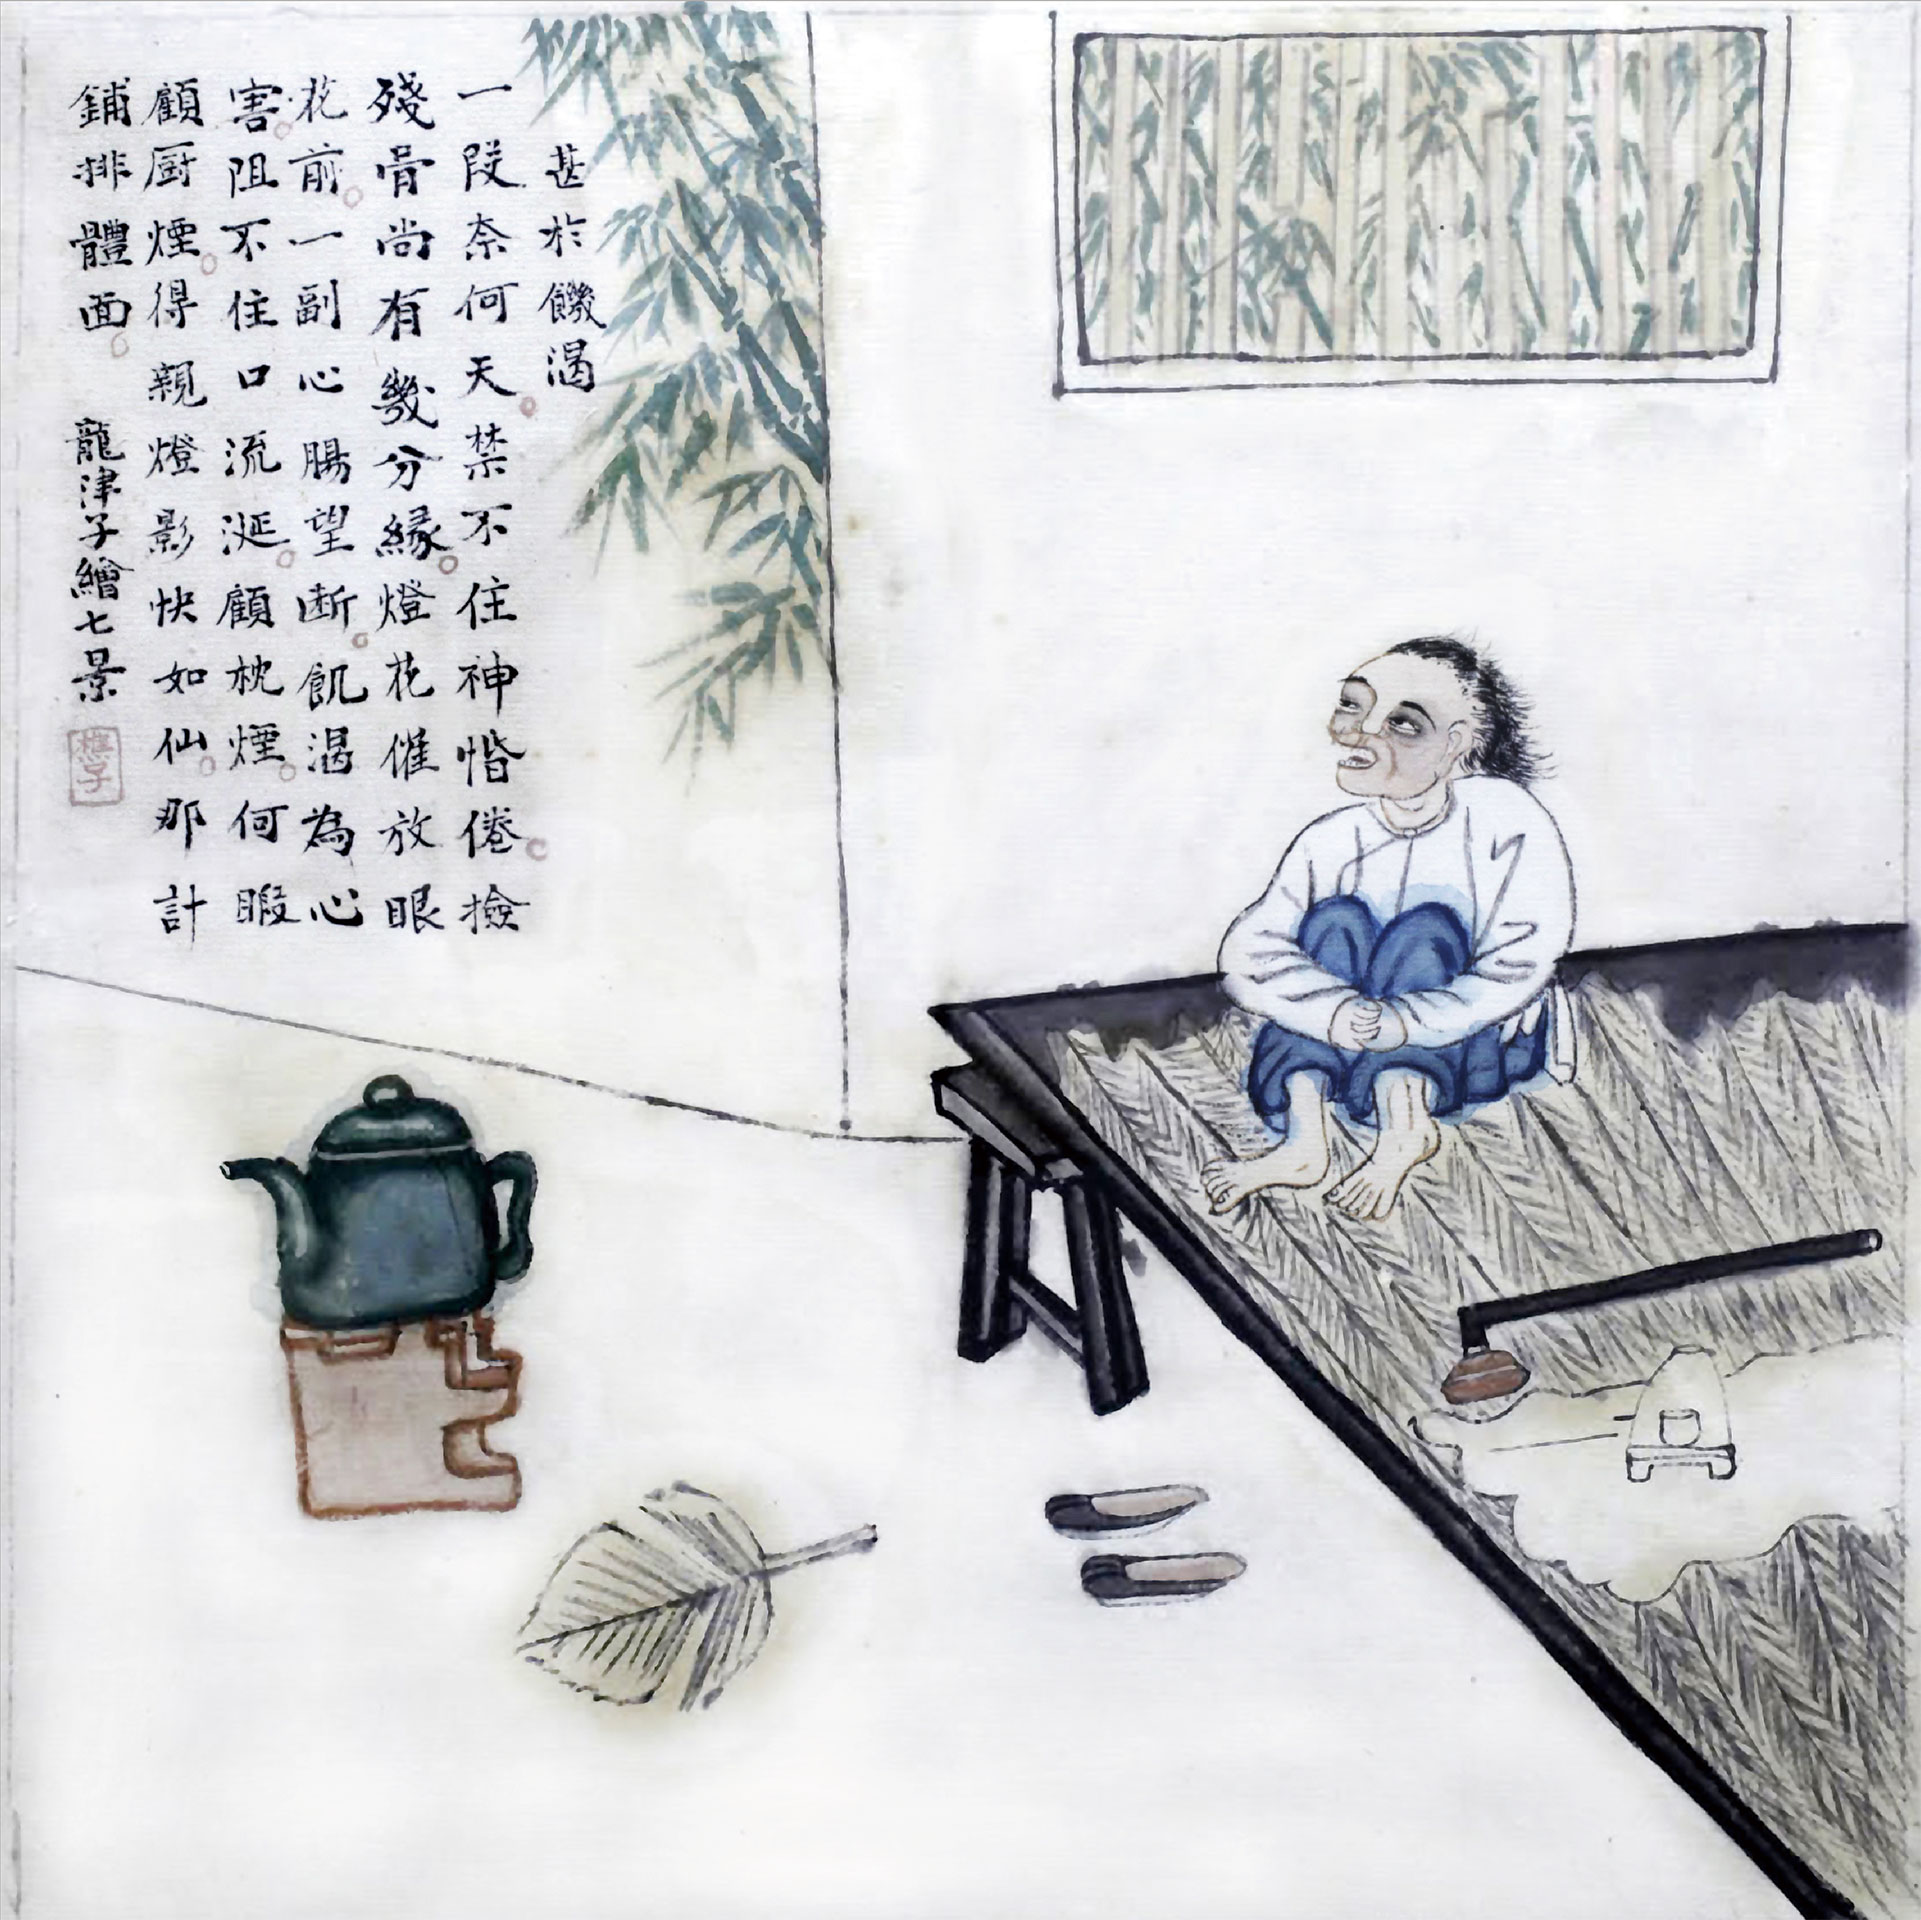 甚於饑渴
一段奈何天禁不住神惛倦撿
殘骨尚有幾分緣燈花催放眼
花前一副心腸望断飢渴為心
害阻不住口流涎顧枕煙何暇
顧厨煙得親燈影快如仙那計
鋪排體面
龍津子繪七景